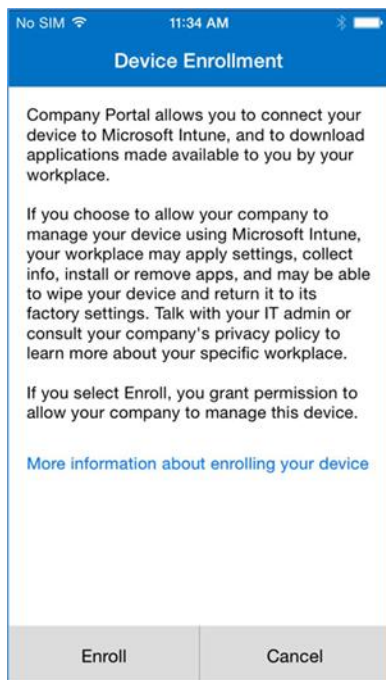 No SIM 11:34 AM
Device Enrollment
Company Portal allows you to connect your
device to Microsoft Intune, and to download
applications made available to you by your
workplace.
If you choose to allow your company to
manage your device using Microsoft Intune,
your workplace may apply settings, collect
info, install or remove apps, and may be able
to wipe your device and return it to its
factory settings. Talk with your IT admin or
consult your company's privacy policy to
learn more about your specific workplace.
If you select Enroll, you grant permission to
allow your company to manage this device.
More information about enrolling your device
Enroll Cancel